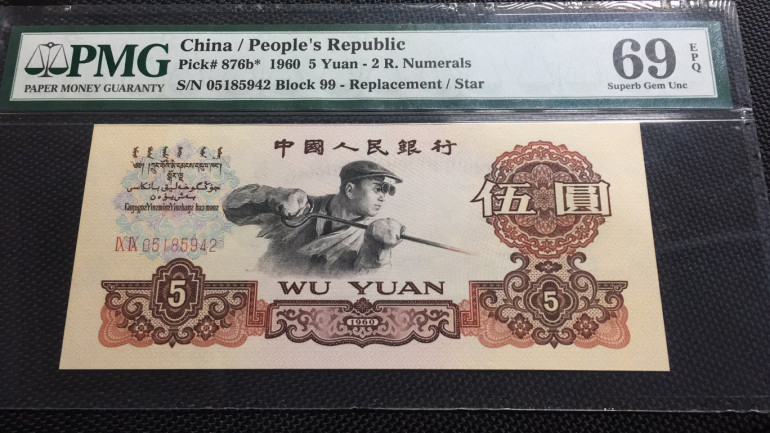 PMG
PAPER MONEY GUARANTY
China / People's Republic
Pick# 876b* 1960 5 Yuan - 2 R. Numerals
S/N 05185942 Block 99 - Replacement / Star
69
EPQ
Superb Gem Unc
中國人民銀行
伍圓
IX IX 05185942
5
WU YUAN
1960
5